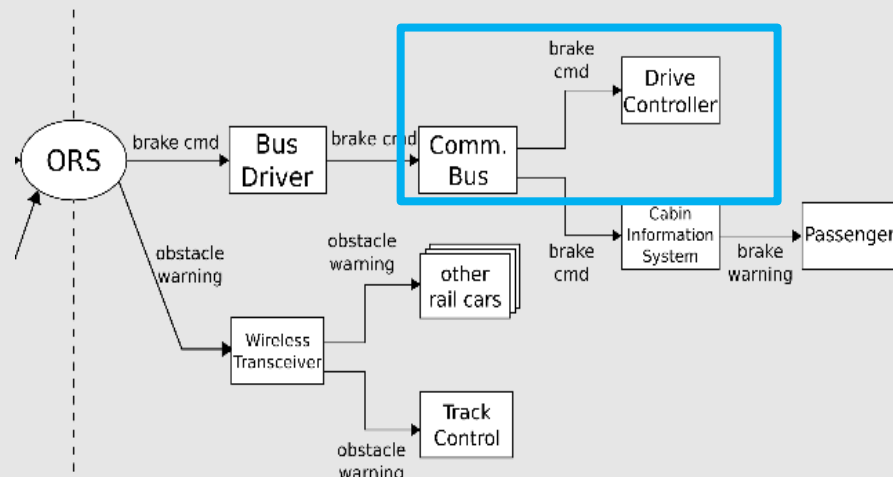 ORS
brake cmd
Bus
Driver
brake cmd
Comm.
Bus
brake
cmd
Drive
Controller
brake
cmd
Cabin
Information
System
brake
warning
Passenger
obstacle
warning
Wireless
Transceiver
obstacle
warning
other
rail cars
obstacle
warning
Track
Control